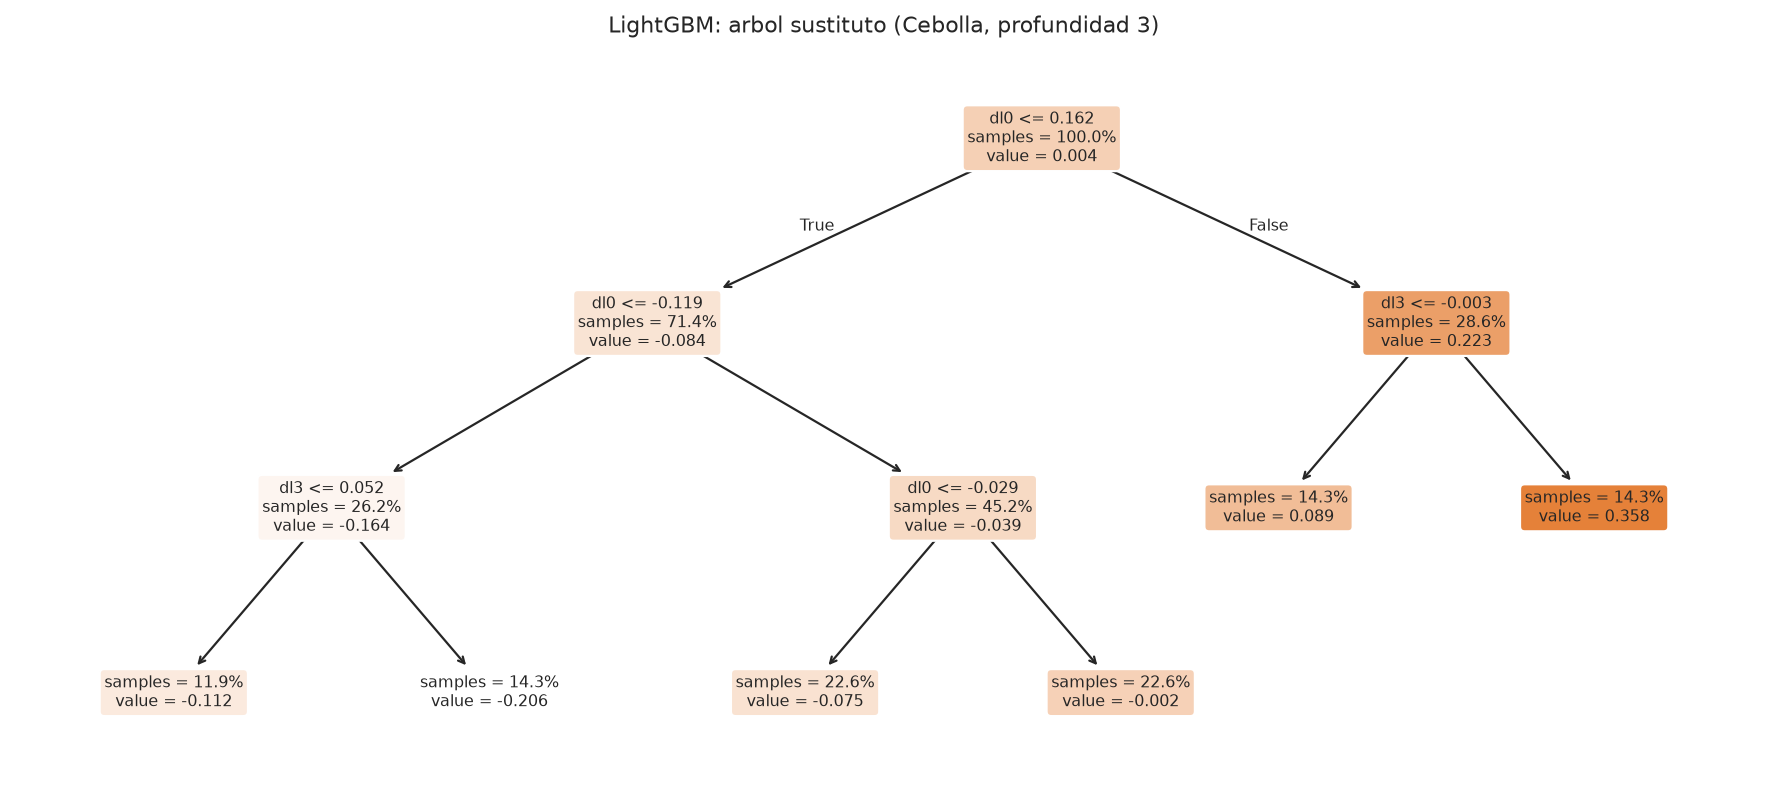 LightGBM: arbol sustituto (Cebolla, profundidad 3)
dl0 <= 0.162
samples = 100.0%
value = 0.004
True
False
dl0 <= -0.119
samples = 71.4%
value = -0.084
dl3 <= -0.003
samples = 28.6%
value = 0.223
dl3 <= 0.052
samples = 26.2%
value = -0.164
dl0 <= -0.029
samples = 45.2%
value = -0.039
samples = 14.3%
value = 0.089
samples = 14.3%
value = 0.358
samples = 11.9%
value = -0.112
samples = 14.3%
value = -0.206
samples = 22.6%
value = -0.075
samples = 22.6%
value = -0.002